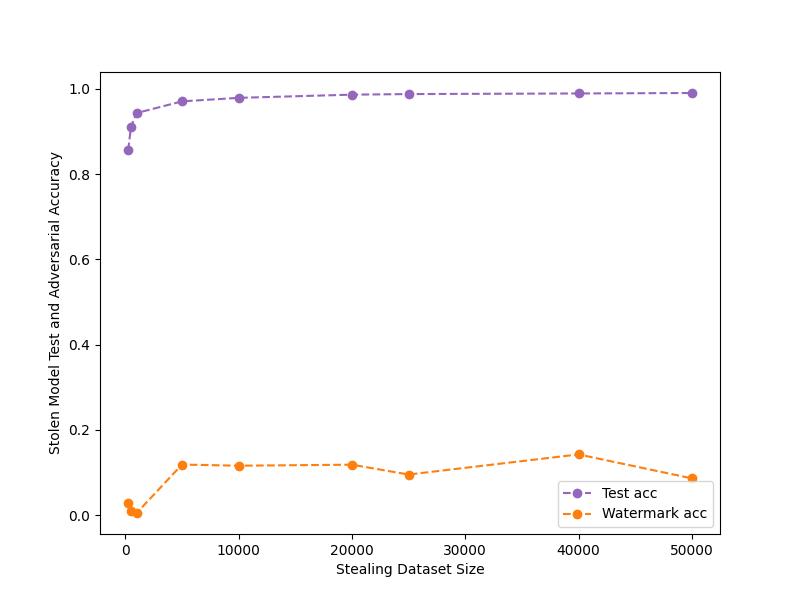 1.0
0.8
0.6
0.4
0.2
0.0
Stolen Model Test and Adversarial Accuracy
Test acc
Watermark acc
0 10000 20000 30000 40000 50000
Stealing Dataset Size